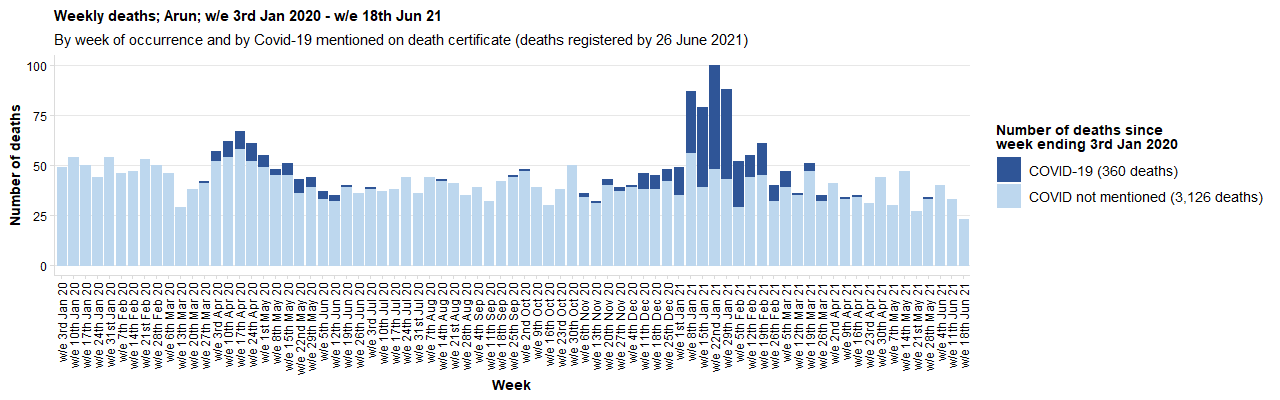 Weekly deaths; Arun; w/e 3rd Jan 2020 - w/e 18th Jun 21
By week of occurrence and by Covid-19 mentioned on death certificate (deaths registered by 26 June 2021)
Number of deaths
100
75
50
25
0
w/e 3rd Jan 20
w/e 10th Jan 20
w/e 17th Jan 20
w/e 24th Jan 20
w/e 31st Jan 20
w/e 7th Feb 20
w/e 14th Feb 20
w/e 21st Feb 20
w/e 28th Feb 20
w/e 6th Mar 20
w/e 13th Mar 20
w/e 20th Mar 20
w/e 27th Mar 20
w/e 3rd Apr 20
w/e 10th Apr 20
w/e 17th Apr 20
w/e 24th Apr 20
w/e 1st May 20
w/e 8th May 20
w/e 15th May 20
w/e 22nd May 20
w/e 29th May 20
w/e 5th Jun 20
w/e 12th Jun 20
w/e 19th Jun 20
w/e 26th Jun 20
w/e 3rd Jul 20
w/e 10th Jul 20
w/e 17th Jul 20
w/e 24th Jul 20
w/e 31st Jul 20
w/e 7th Aug 20
w/e 14th Aug 20
w/e 21st Aug 20
w/e 28th Aug 20
w/e 4th Sep 20
w/e 11th Sep 20
w/e 18th Sep 20
w/e 25th Sep 20
w/e 2nd Oct 20
w/e 9th Oct 20
w/e 16th Oct 20
w/e 23rd Oct 20
w/e 30th Oct 20
w/e 6th Nov 20
w/e 13th Nov 20
w/e 20th Nov 20
w/e 27th Nov 20
w/e 4th Dec 20
w/e 11th Dec 20
w/e 18th Dec 20
w/e 25th Dec 20
w/e 1st Jan 21
w/e 8th Jan 21
w/e 15th Jan 21
w/e 22nd Jan 21
w/e 29th Jan 21
w/e 5th Feb 21
w/e 12th Feb 21
w/e 19th Feb 21
w/e 26th Feb 21
w/e 5th Mar 21
w/e 12th Mar 21
w/e 19th Mar 21
w/e 26th Mar 21
w/e 2nd Apr 21
w/e 9th Apr 21
w/e 16th Apr 21
w/e 23rd Apr 21
w/e 30th Apr 21
w/e 7th May 21
w/e 14th May 21
w/e 21st May 21
w/e 28th May 21
w/e 4th Jun 21
w/e 11th Jun 21
w/e 18th Jun 21
Week
Number of deaths since
week ending 3rd Jan 2020
COVID-19 (360 deaths)
COVID not mentioned (3,126 deaths)